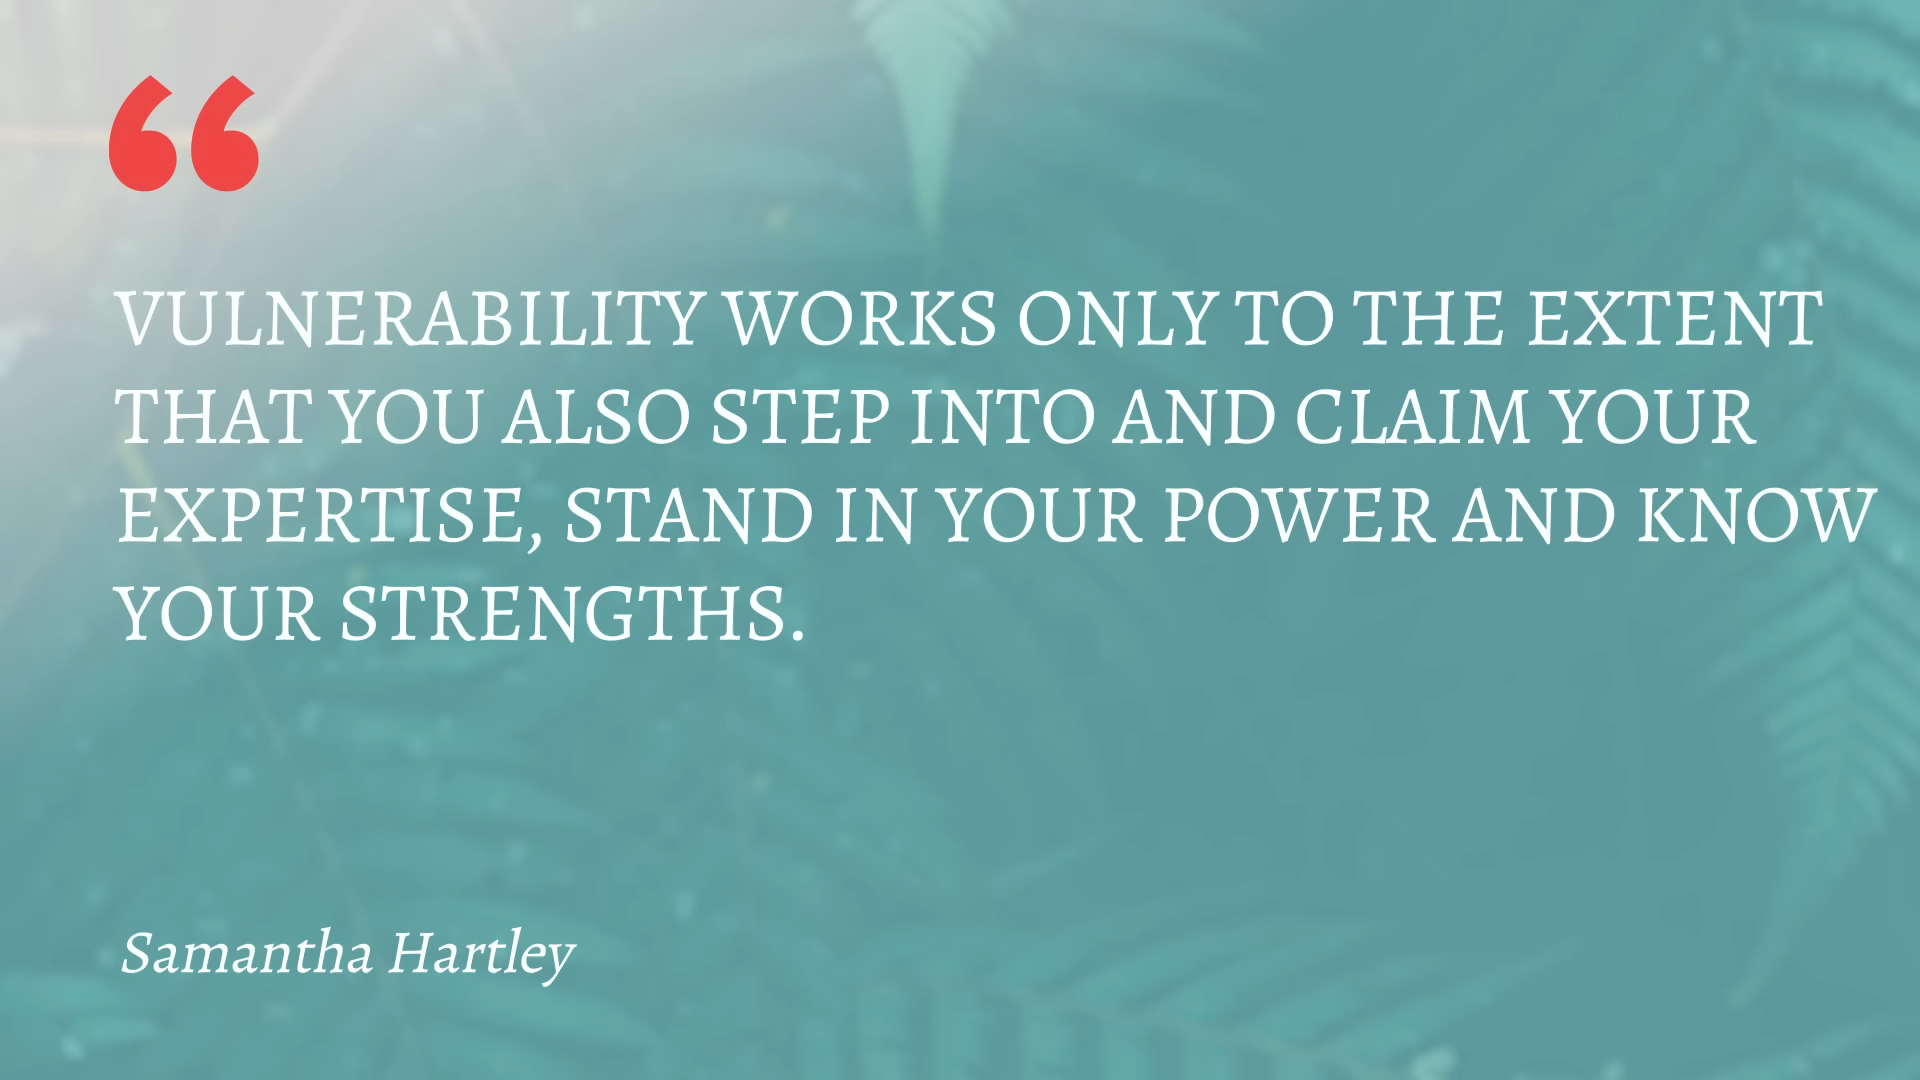 “
VULNERABILITY WORKS ONLY TO THE EXTENT
THAT YOU ALSO STEP INTO AND CLAIM YOUR
EXPERTISE, STAND IN YOUR POWER AND KNOW
YOUR STRENGTHS.
Samantha Hartley